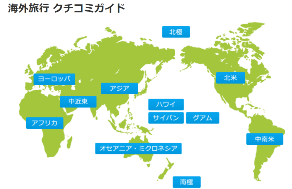 海外旅行 クチコミガイド
北極
ヨーロッパ
北米
中近東
アジア
ハワイ
サイパン
グアム
アフリカ
中南米
オセアニア・ミクロネシア
南極